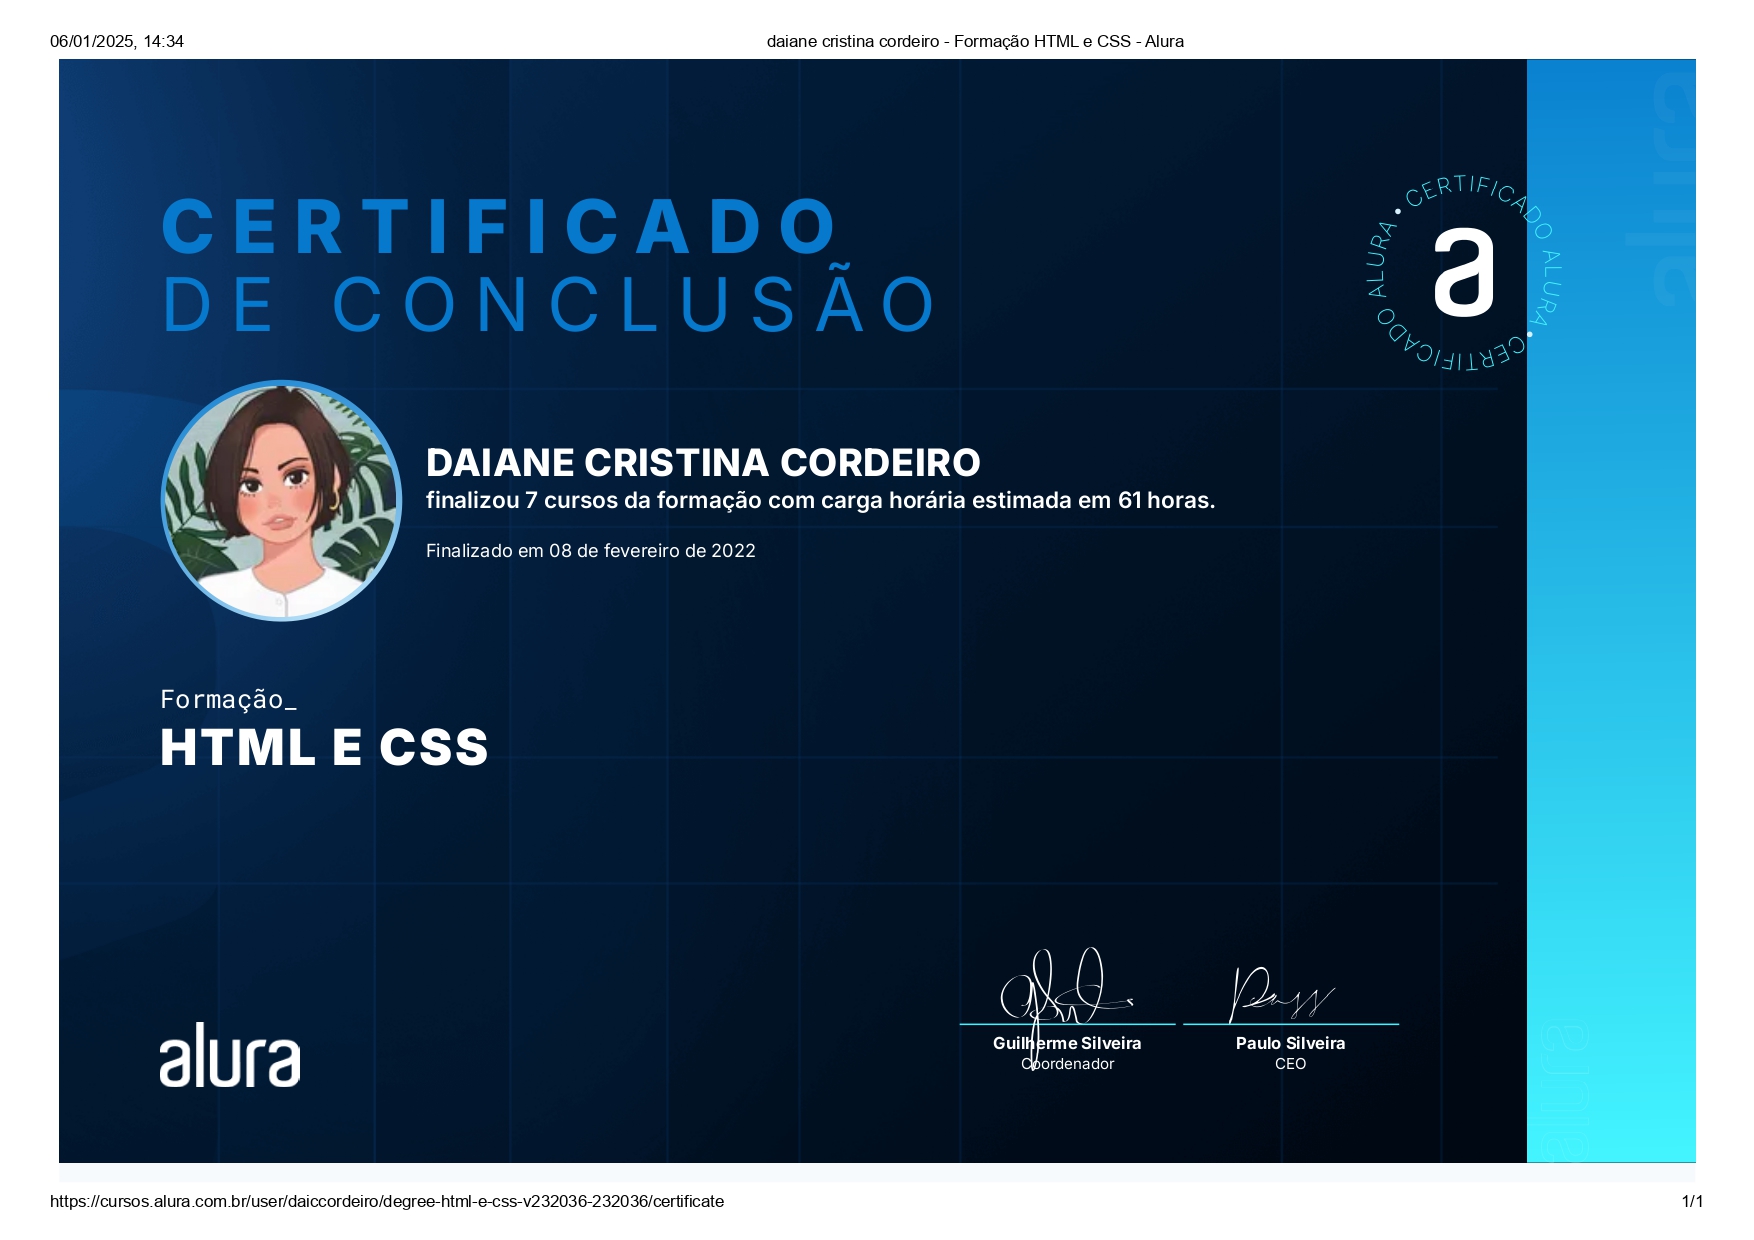 06/01/2025, 14:34
daiane cristina cordeiro - Formação HTML e CSS - Alura
alura
CERTIFICADO
DE CONCLUSÃO
CERTIFICADO ALURA • CERTIFICADO ALURA •
a
DAIANE CRISTINA CORDEIRO
finalizou 7 cursos da formação com carga horária estimada em 61 horas.
Finalizado em 08 de fevereiro de 2022
Formação_
HTML E CSS
alura
Guilherme Silveira
Coordenador
Paulo Silveira
CEO
alura
https://cursos.alura.com.br/user/daiccordeiro/degree-html-e-css-v232036-232036/certificate
1/1